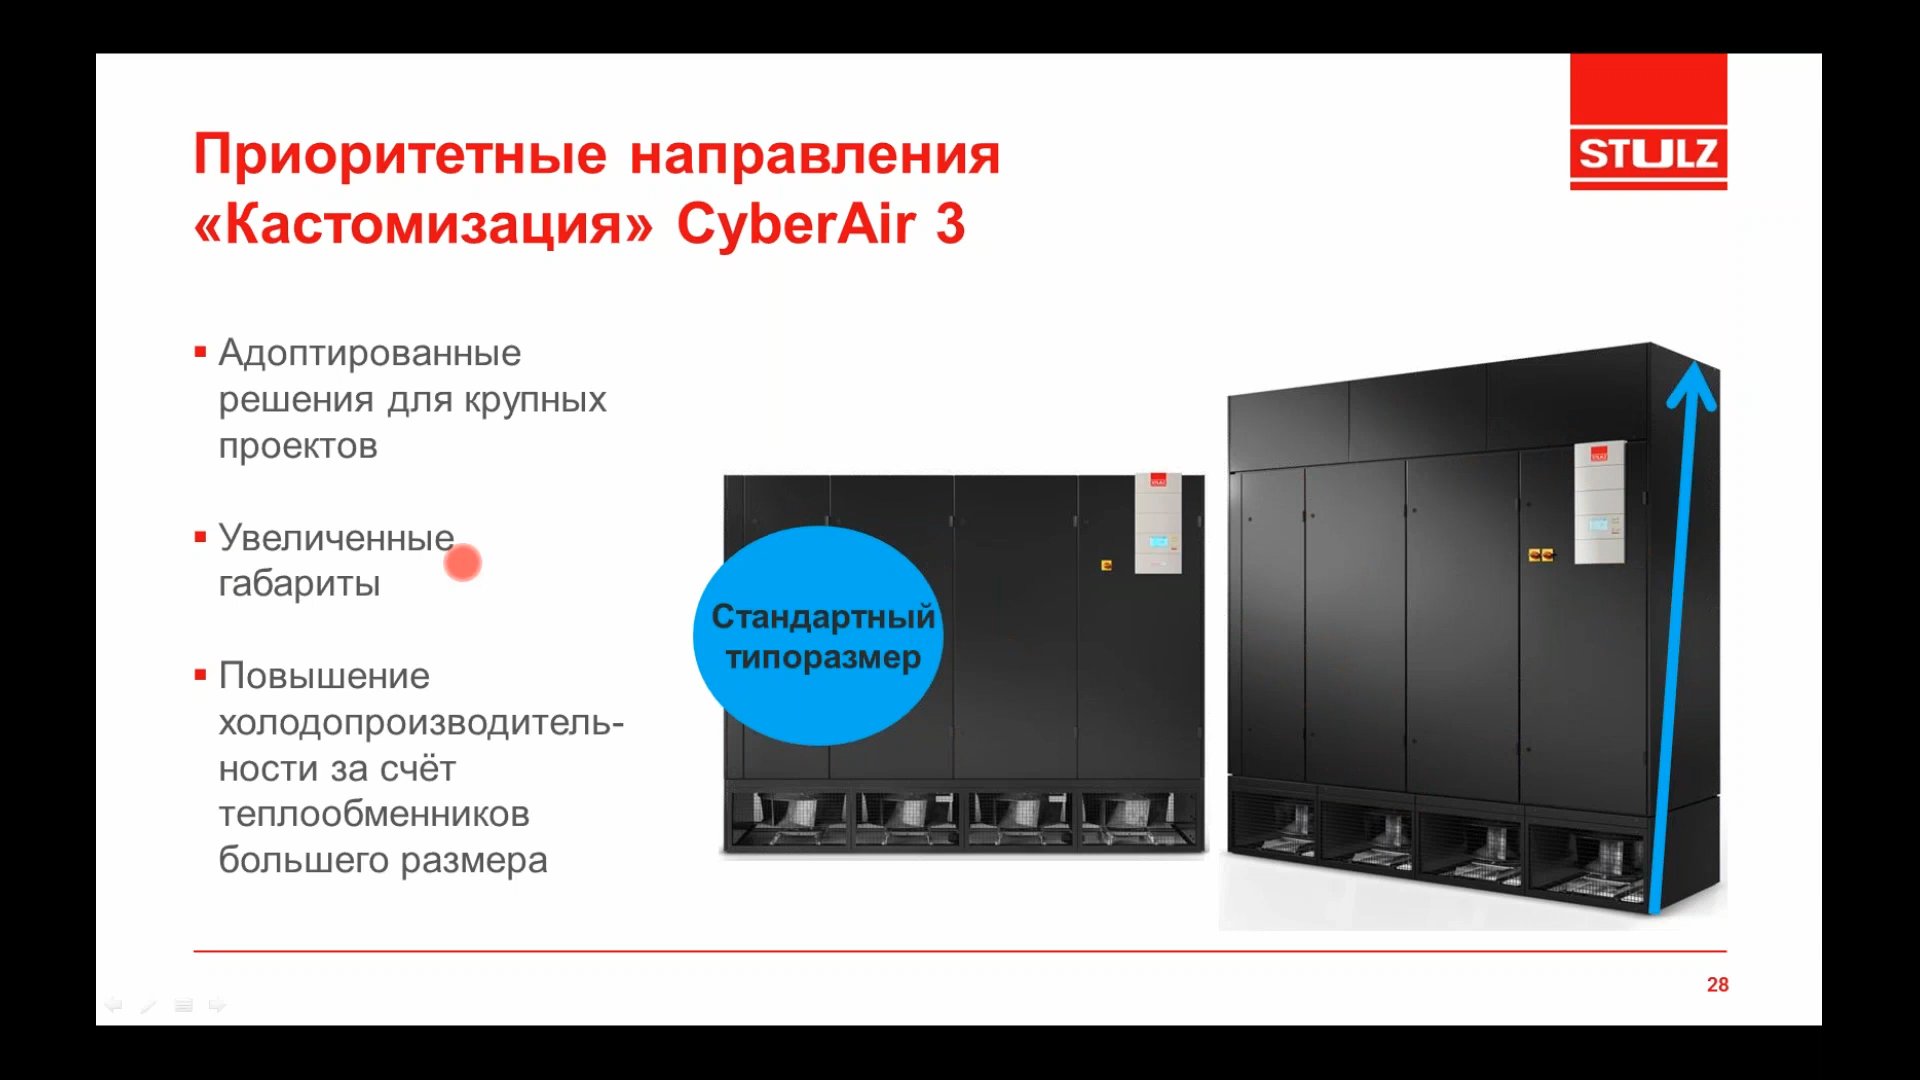 STULZ
Приоритетные направления
«Кастомизация» CyberAir 3
Адоптированные
решения для крупных
проектов
Увеличенные
габариты
Повышение
холодопроизводитель-
ности за счёт
теплообменников
большего размера
Стандартный
типоразмер
28